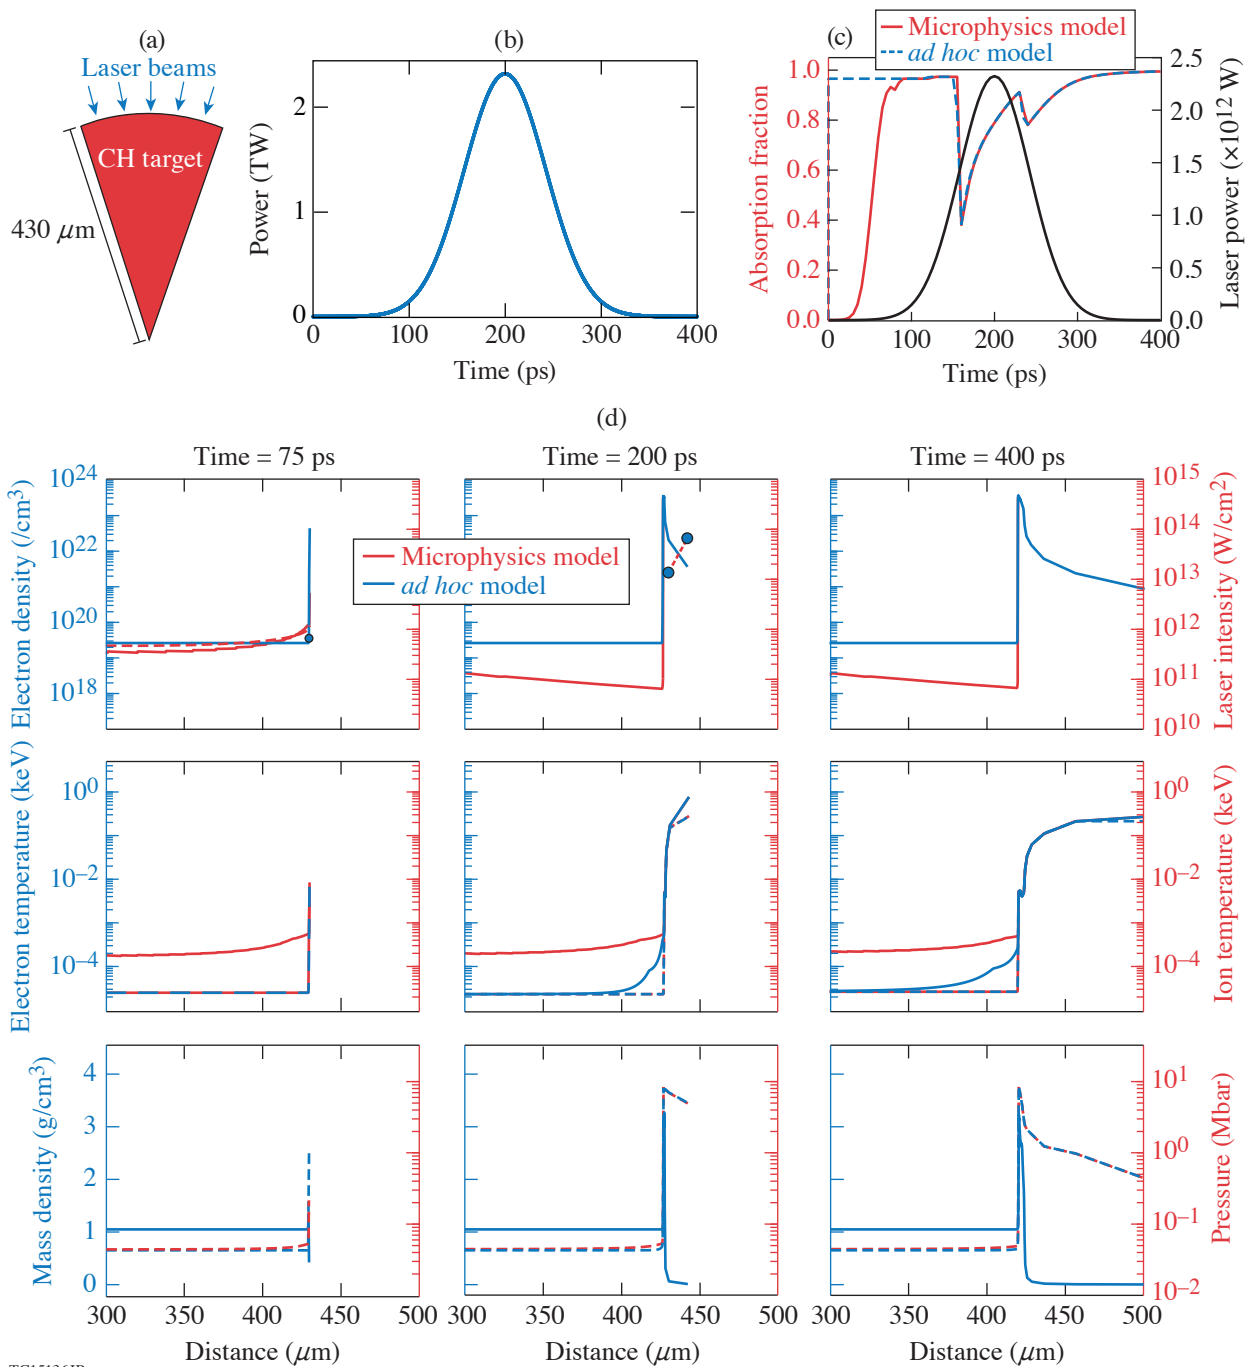 (a)
Laser beams
CH target
430 μm
(b)
Power (TW)
2
1
0
0 100 200 300 400
Time (ps)
(c)
Microphysics model
ad hoc model
Absorption fraction
1.0
0.8
0.6
0.4
0.2
0.0
Laser power (×10¹² W)
2.5
2.0
1.5
1.0
0.5
0.0
0 100 200 300 400
Time (ps)
(d)
Time = 75 ps
Time = 200 ps
Time = 400 ps
Electron density (/cm³)
10²⁴
10²²
10²⁰
10¹⁸
Microphysics model
ad hoc model
Laser intensity (W/cm²)
10¹⁵
10¹⁴
10¹³
10¹²
10¹¹
10¹⁰
Electron temperature (keV)
10⁰
10⁻²
10⁻⁴
Ion temperature (keV)
10⁰
10⁻²
10⁻⁴
Mass density (g/cm³)
4
3
2
1
0
Pressure (Mbar)
10¹
10⁰
10⁻¹
10⁻²
300 350 400 450 500
300 350 400 450 500
300 350 400 450 500
Distance (μm)
Distance (μm)
Distance (μm)